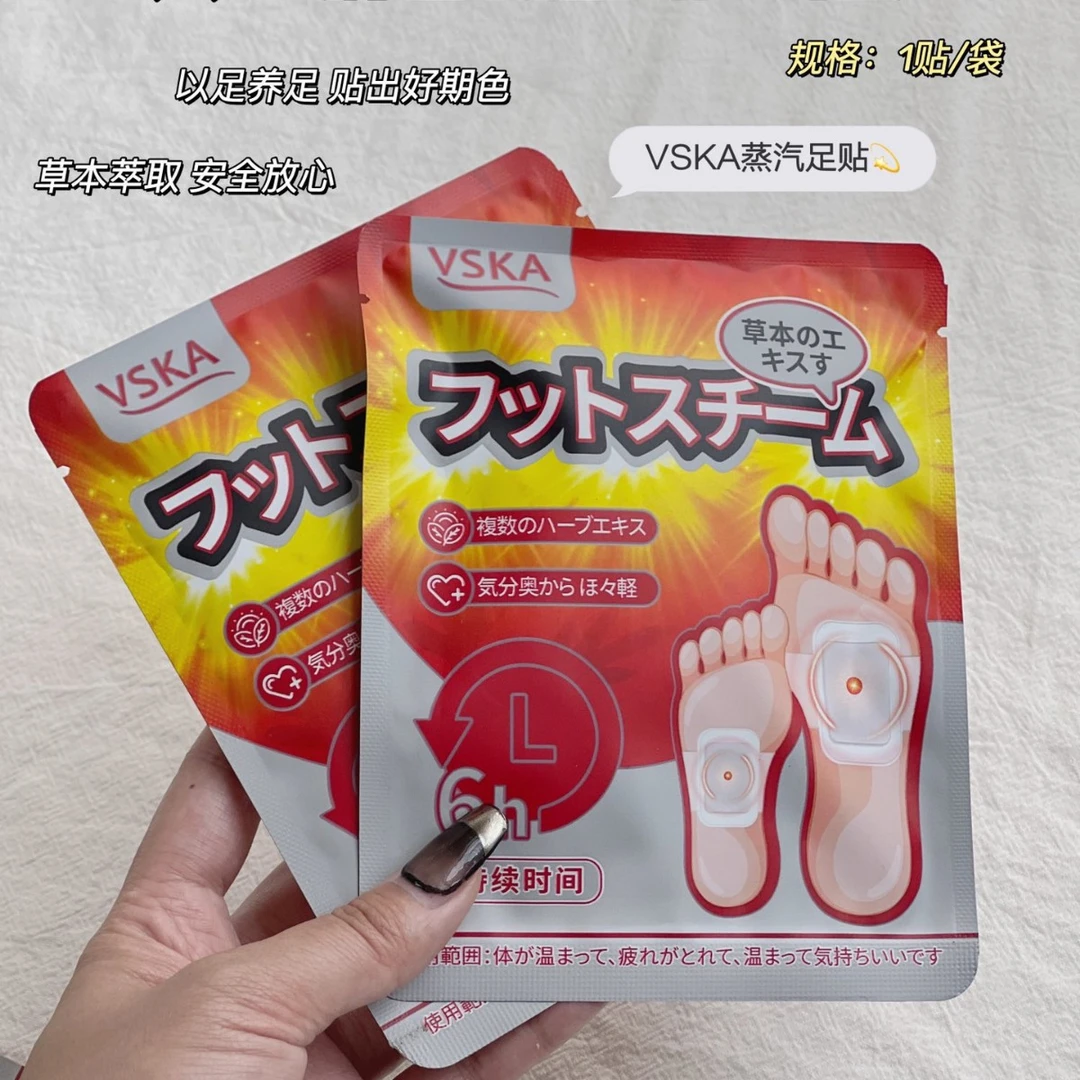 以足养足 贴出好期色
规格：1贴/袋
草本萃取 安全放心
VSKA蒸汽足贴💫
VSKA
フット
複数のハー
気分奥
使用範
VSKA
草本のエ
キスす
フットスチーム
複数のハーブエキス
気分奥から ほ々軽
L
6h
持续时间
範囲:体が温まって、疲れがとれて、温まって気持ちいいです